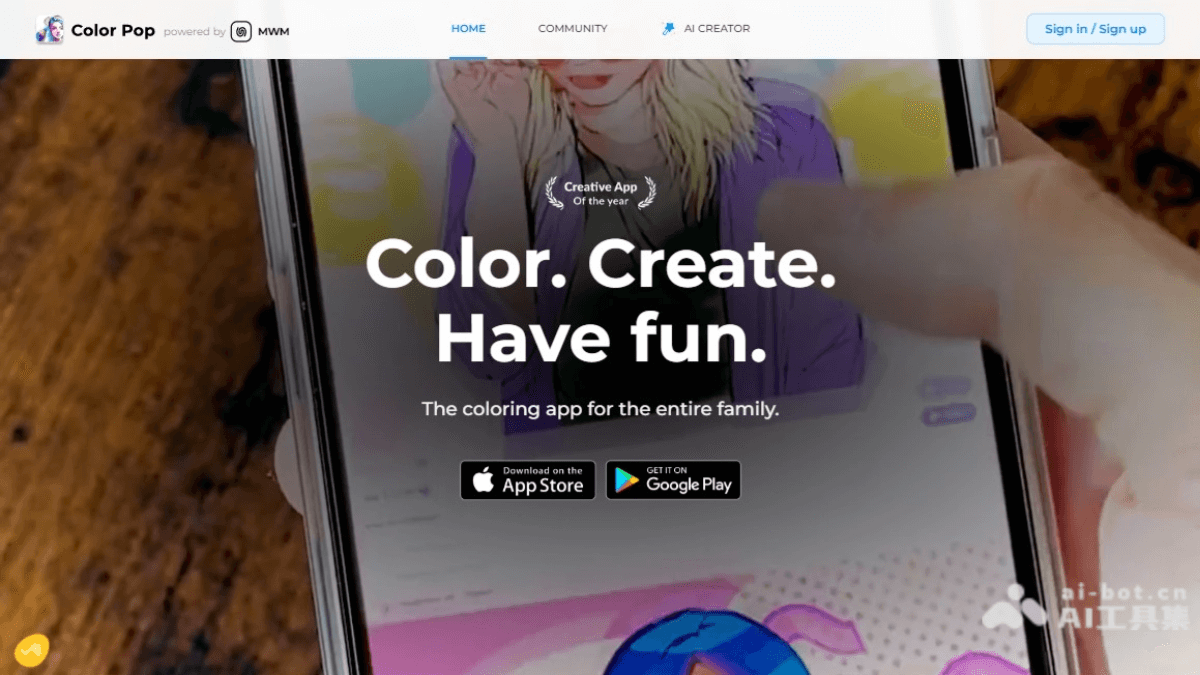 Color Pop powered by MWM
HOME
COMMUNITY
AI CREATOR
Sign in / Sign up
Creative App
Of the year
Color. Create.
Have fun.
The coloring app for the entire family.
Download on the
App Store
GET IT ON
Google Play
ai-bot.cn
AI工具集